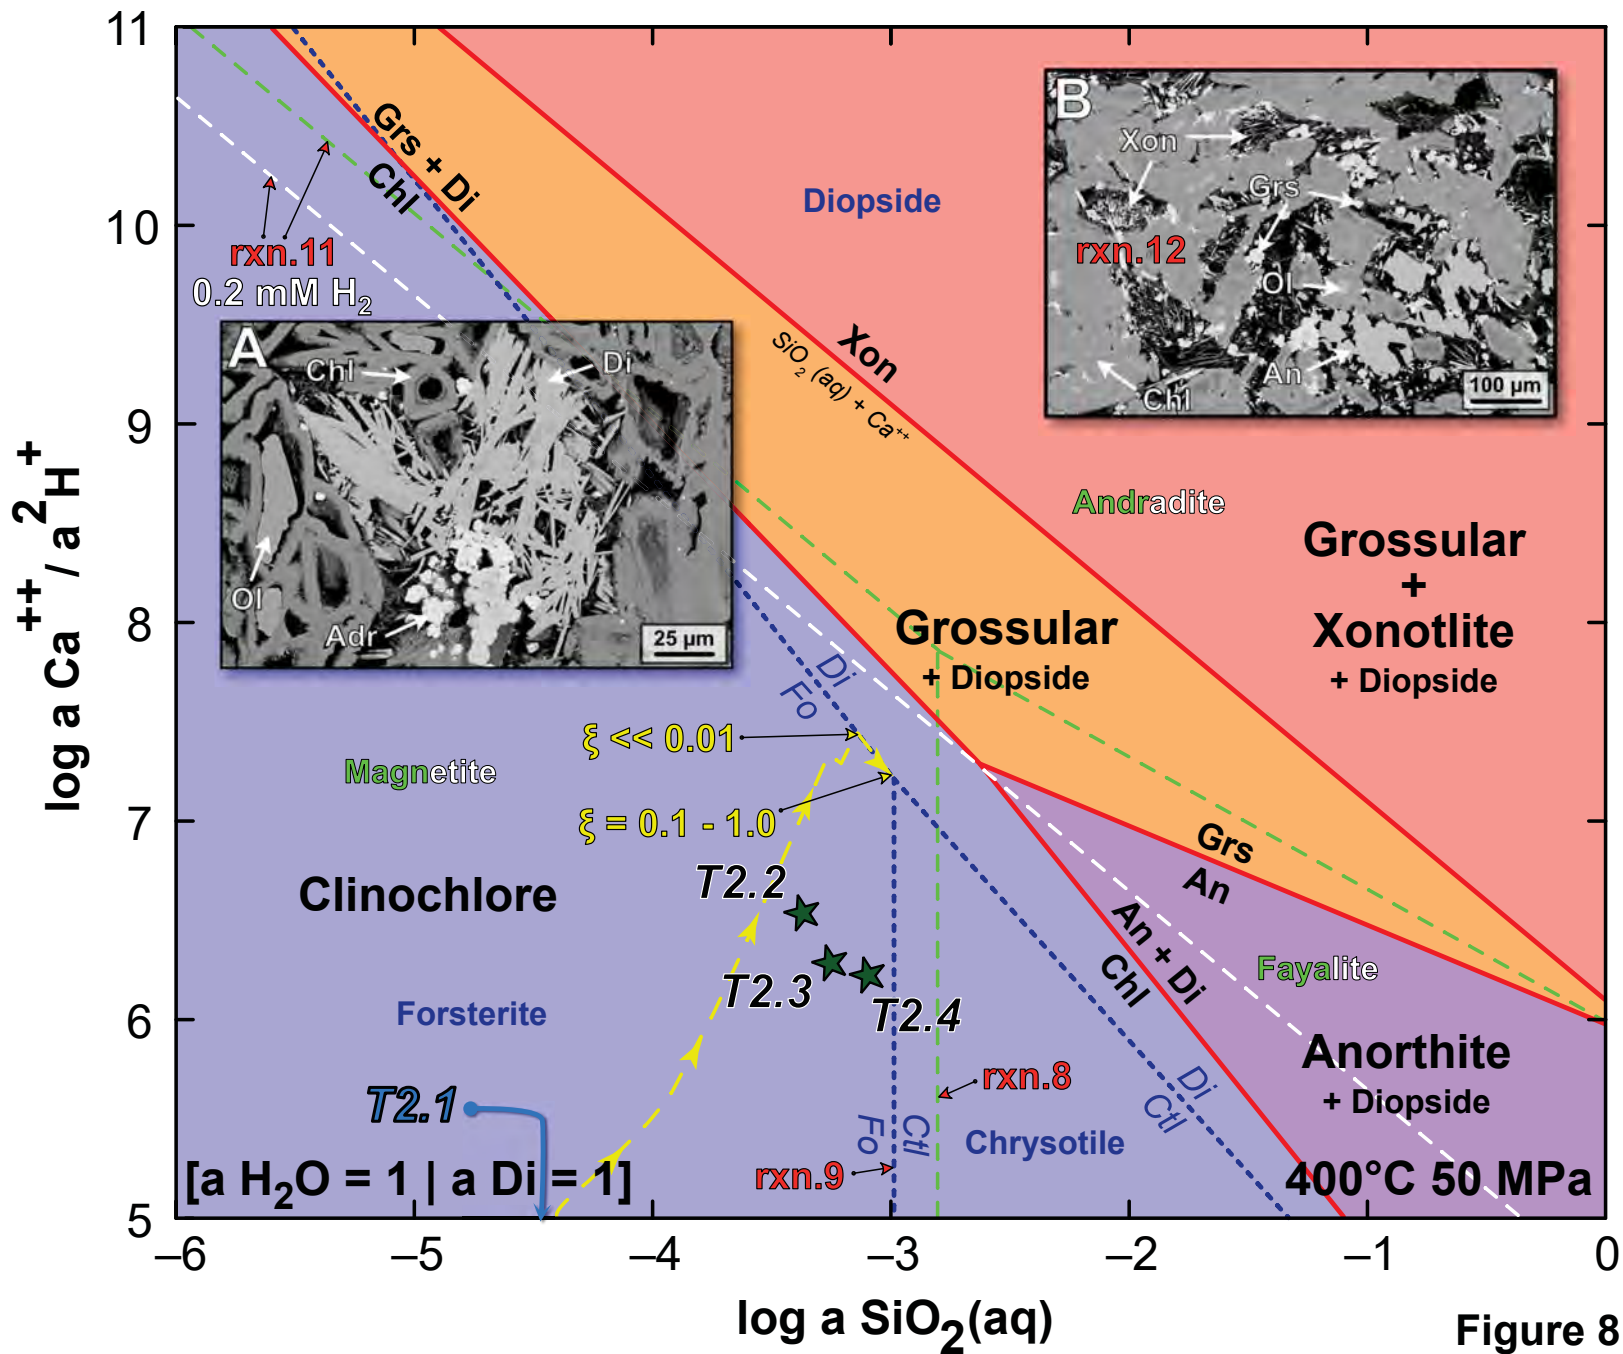 11
10
9
8
7
6
5
log a Ca++ / a2H+
–6
–5
–4
–3
–2
–1
0
log a SiO2(aq)
Grs + Di
Chl
rxn.11
0.2 mM H2
Diopside
Xon
SiO2 (aq) + Ca++
A
Chl
Di
Ol
Adr
25 µm
B
Xon
Grs
rxn.12
Ol
An
Chl
100 µm
Andradite
Grossular
+
Xonotlite
+ Diopside
Grossular
+ Diopside
Di
Fo
ξ << 0.01
Magnetite
ξ = 0.1 - 1.0
Grs
An
T2.2
Clinochlore
An + Di
Chl
T2.3
T2.4
Fayalite
Forsterite
Anorthite
+ Diopside
T2.1
rxn.8
Di
Ctl
Fo
Ctl
Chrysotile
rxn.9
[a H2O = 1 | a Di = 1]
400°C 50 MPa
Figure 8